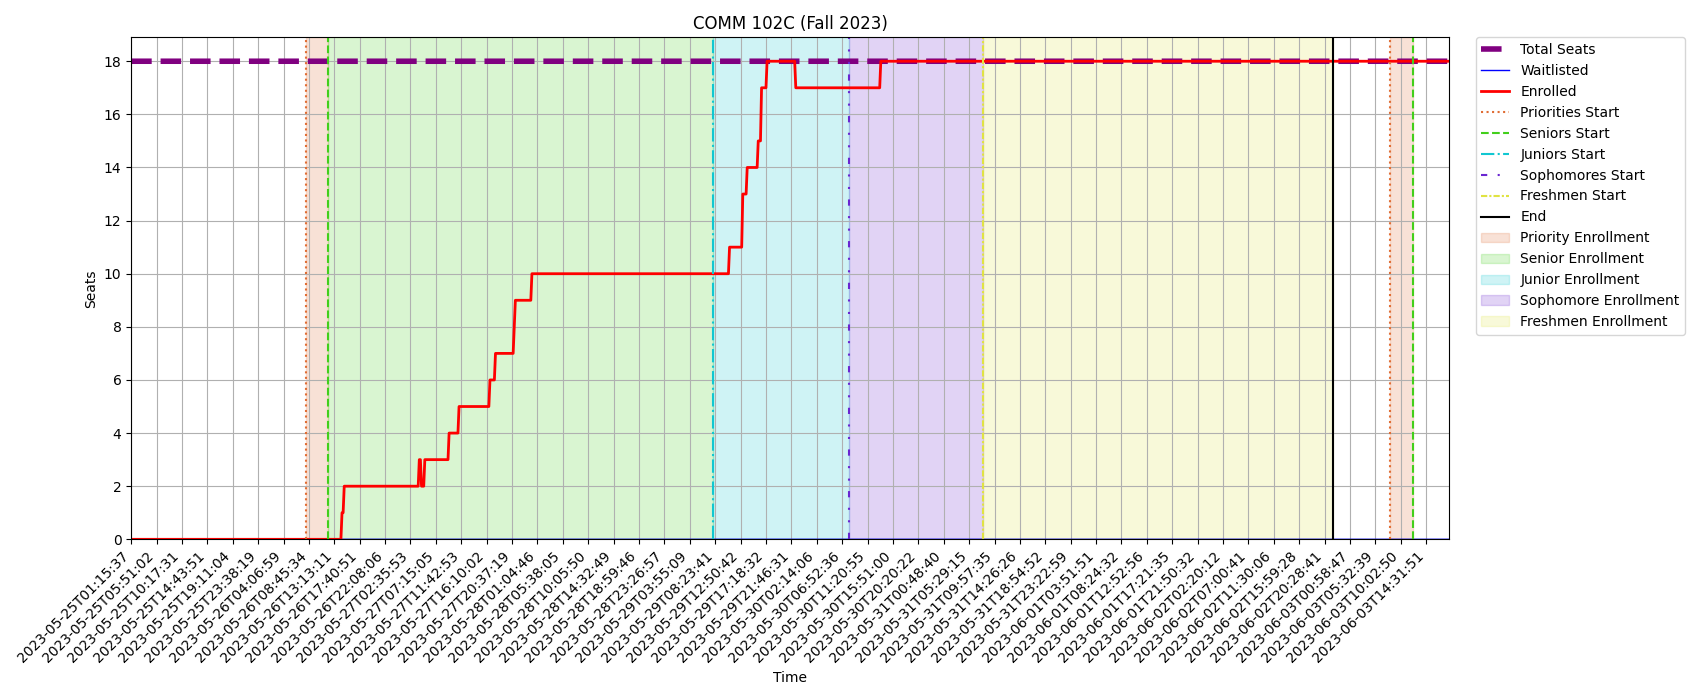 COMM 102C (Fall 2023)
Seats
18
16
14
12
10
8
6
4
2
0
2023-05-25T01:15:37
2023-05-25T05:51:02
2023-05-25T10:17:31
2023-05-25T14:43:51
2023-05-25T19:11:04
2023-05-25T23:38:19
2023-05-26T04:06:59
2023-05-26T08:45:34
2023-05-26T13:13:11
2023-05-26T17:40:51
2023-05-26T22:08:06
2023-05-27T02:35:53
2023-05-27T07:15:05
2023-05-27T11:42:53
2023-05-27T16:10:02
2023-05-27T20:37:19
2023-05-28T01:04:46
2023-05-28T05:38:05
2023-05-28T10:05:50
2023-05-28T14:32:49
2023-05-28T18:59:46
2023-05-28T23:26:57
2023-05-29T03:55:09
2023-05-29T08:23:41
2023-05-29T12:50:42
2023-05-29T17:18:32
2023-05-29T21:46:31
2023-05-30T02:14:06
2023-05-30T06:52:36
2023-05-30T11:20:55
2023-05-30T15:51:00
2023-05-30T20:20:22
2023-05-31T00:48:40
2023-05-31T05:29:15
2023-05-31T09:57:35
2023-05-31T14:26:26
2023-05-31T18:54:52
2023-05-31T23:22:59
2023-06-01T03:51:51
2023-06-01T08:24:32
2023-06-01T12:52:56
2023-06-01T17:21:35
2023-06-01T21:50:32
2023-06-02T02:20:12
2023-06-02T07:00:41
2023-06-02T11:30:06
2023-06-02T15:59:28
2023-06-02T20:28:41
2023-06-03T00:58:47
2023-06-03T05:32:39
2023-06-03T10:02:50
2023-06-03T14:31:51
Time
Total Seats
Waitlisted
Enrolled
Priorities Start
Seniors Start
Juniors Start
Sophomores Start
Freshmen Start
End
Priority Enrollment
Senior Enrollment
Junior Enrollment
Sophomore Enrollment
Freshmen Enrollment